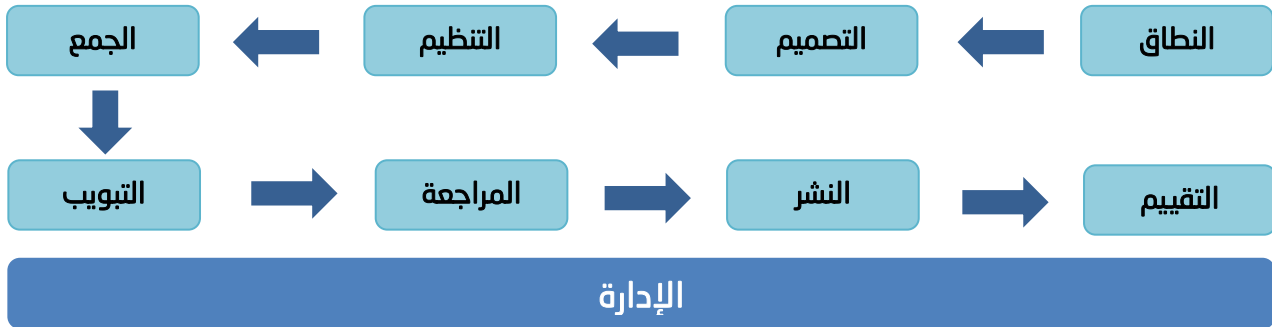 النطاق
التصميم
التنظيم
الجمع
التبويب
المراجعة
النشر
التقييم
الإدارة